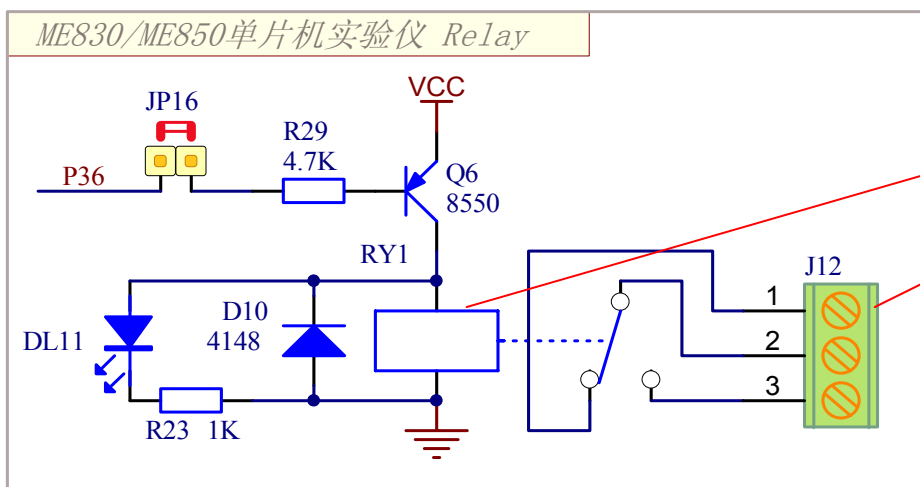 ME830/ME850单片机实验仪 Relay
VCC
JP16
R29
4.7K
P36
Q6
8550
RY1
J12
1
D10
4148
DL11
2
3
R23 1K